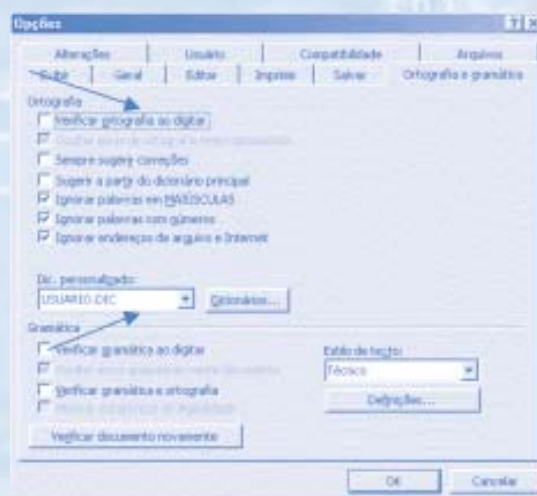 Opções
Alterações Usuário Compatibilidade Arquivos
Exibir Geral Editar Imprimir Salvar Ortografia e gramática
Ortografia
Verificar ortografia ao digitar
Sempre sugerir correções
Sugerir a partir do dicionário principal
Ignorar palavras em MAIÚSCULAS
Ignorar palavras com números
Ignorar endereços de arquivo e Internet
Dic. personalizado:
USUARIO.DIC Dicionários...
Gramática
Verificar gramática ao digitar Estilo de texto:
Técnico
Verificar gramática e ortografia
Definições...
Verificar documento novamente
OK Cancelar